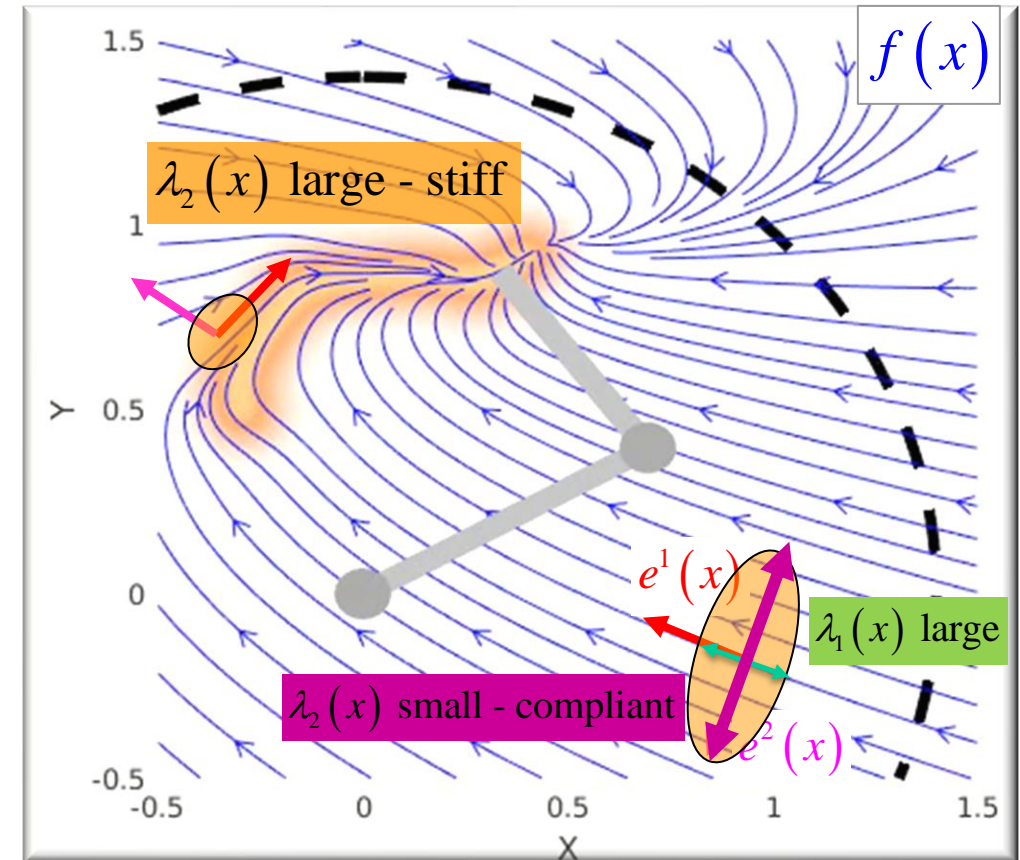 f(x)
1.5
λ₂(x) large - stiff
1
Y
0.5
e¹(x)
0
λ₁(x) large
λ₂(x) small - compliant
e²(x)
-0.5
-0.5 0 0.5 1 1.5
X